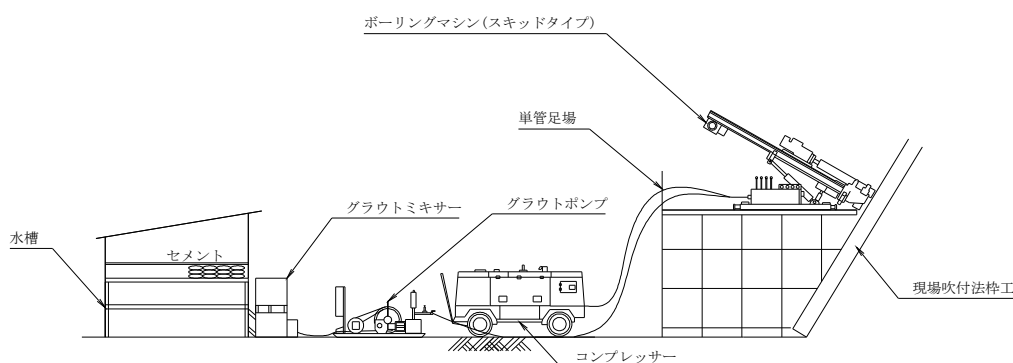 ボーリングマシン(スキッドタイプ)
単管足場
グラウトミキサー
グラウトポンプ
水槽
セメント
現場吹付法枠工
コンプレッサー